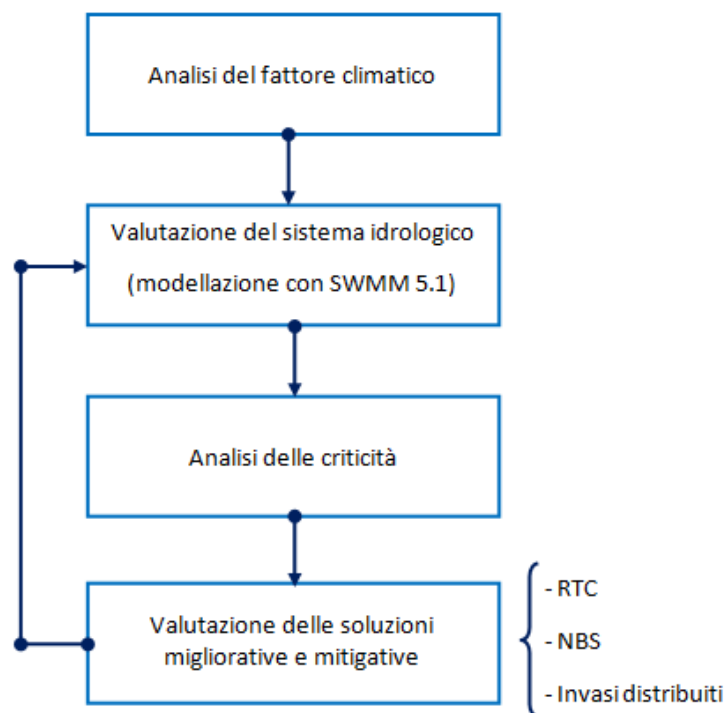 Analisi del fattore climatico
Valutazione del sistema idrologico
(modellazione con SWMM 5.1)
Analisi delle criticità
Valutazione delle soluzioni
migliorative e mitigative
- RTC
- NBS
- Invasi distribuiti